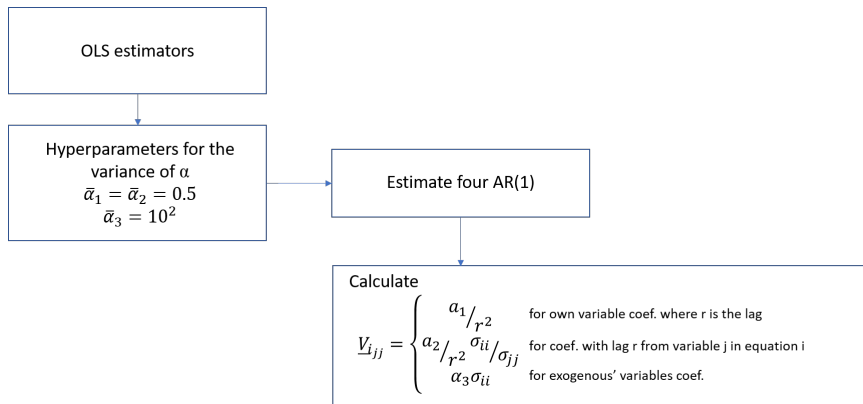 OLS estimators
Hyperparameters for the
variance of α
ᾱ₁ = ᾱ₂ = 0.5
ᾱ₃ = 10²
Estimate four AR(1)
Calculate
a₁/r² for own variable coef. where r is the lag
V̲ᵢⱼⱼ = { a₂/r² σᵢᵢ/σⱼⱼ for coef. with lag r from variable j in equation i
α₃σᵢᵢ for exogenous’ variables coef.